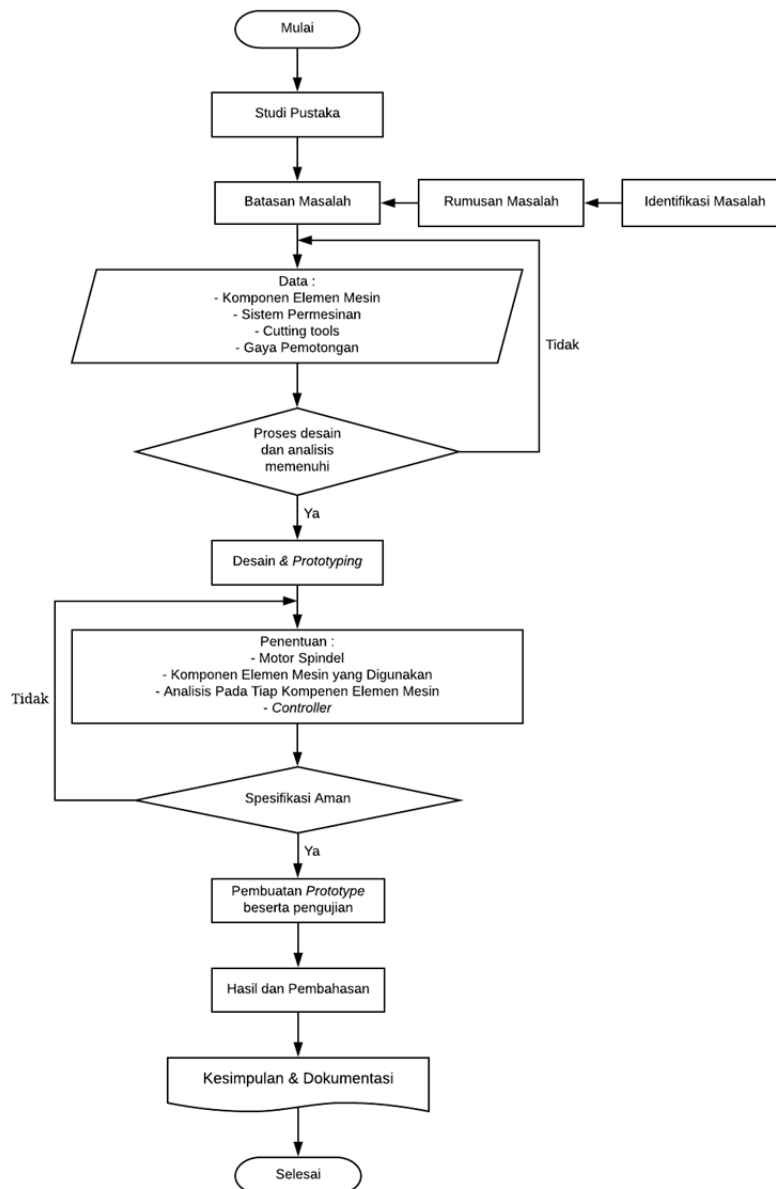 Mulai
Studi Pustaka
Batasan Masalah
Rumusan Masalah
Identifikasi Masalah
Data :
- Komponen Elemen Mesin
- Sistem Permesinan
- Cutting tools
- Gaya Pemotongan
Tidak
Proses desain
dan analisis
memenuhi
Ya
Desain & Prototyping
Penentuan :
- Motor Spindel
- Komponen Elemen Mesin yang Digunakan
- Analisis Pada Tiap Kompenen Elemen Mesin
- Controller
Tidak
Spesifikasi Aman
Ya
Pembuatan Prototype
beserta pengujian
Hasil dan Pembahasan
Kesimpulan & Dokumentasi
Selesai